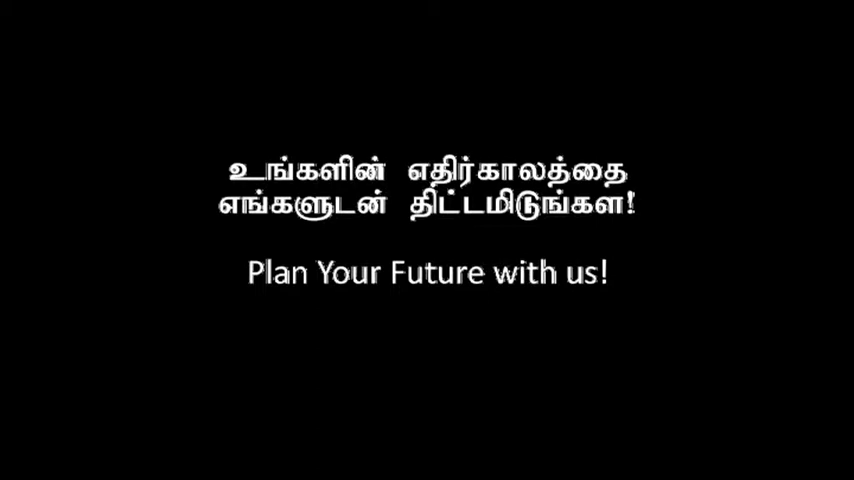 உங்களின் எதிர்காலத்தை
எங்களுடன் திட்டமிடுங்கள!
Plan Your Future with us!